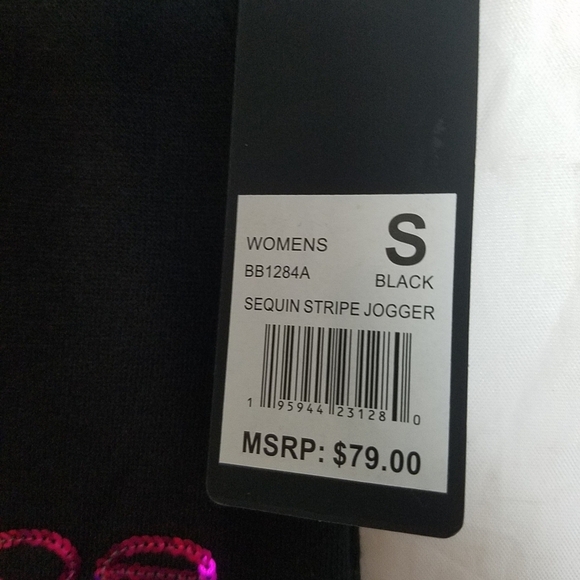 WOMENS S
BB1284A BLACK
SEQUIN STRIPE JOGGER
1 95944 23128 0
MSRP: $79.00